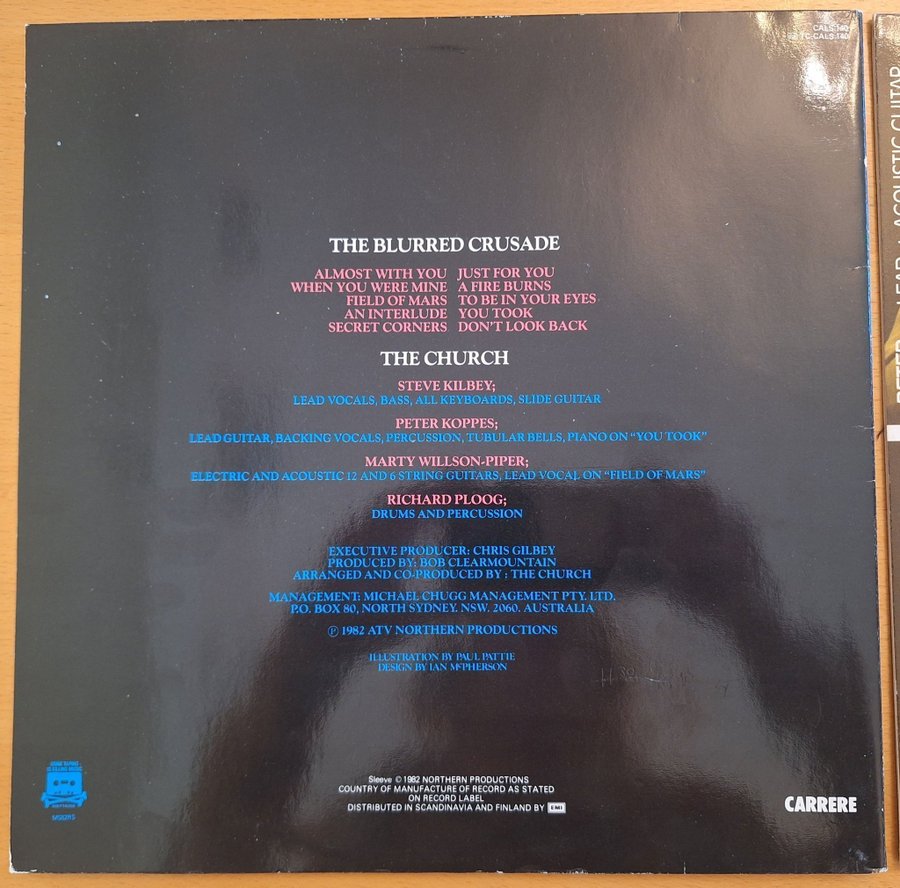 CALS.140
TC-CALS.140
THE BLURRED CRUSADE
ALMOST WITH YOU JUST FOR YOU
WHEN YOU WERE MINE A FIRE BURNS
FIELD OF MARS TO BE IN YOUR EYES
AN INTERLUDE YOU TOOK
SECRET CORNERS DON'T LOOK BACK
THE CHURCH
STEVE KILBEY;
LEAD VOCALS, BASS, ALL KEYBOARDS, SLIDE GUITAR
PETER KOPPES;
LEAD GUITAR, BACKING VOCALS, PERCUSSION, TUBULAR BELLS, PIANO ON “YOU TOOK”
MARTY WILLSON-PIPER;
ELECTRIC AND ACOUSTIC 12 AND 6 STRING GUITARS, LEAD VOCAL ON “FIELD OF MARS”
RICHARD PLOOG;
DRUMS AND PERCUSSION
EXECUTIVE PRODUCER: CHRIS GILBEY
PRODUCED BY: BOB CLEARMOUNTAIN
ARRANGED AND CO-PRODUCED BY : THE CHURCH
MANAGEMENT: MICHAEL CHUGG MANAGEMENT PTY. LTD.
P.O. BOX 80, NORTH SYDNEY. NSW. 2060. AUSTRALIA
℗ 1982 ATV NORTHERN PRODUCTIONS
ILLUSTRATION BY PAUL PATTIE
DESIGN BY IAN McPHERSON
HOME TAPING
IS KILLING MUSIC
Sleeve © 1982 NORTHERN PRODUCTIONS
COUNTRY OF MANUFACTURE OF RECORD AS STATED
ON RECORD LABEL
DISTRIBUTED IN SCANDINAVIA AND FINLAND BY EMI
CARRERE
PETER LEAD ACOUSTIC GUITAR